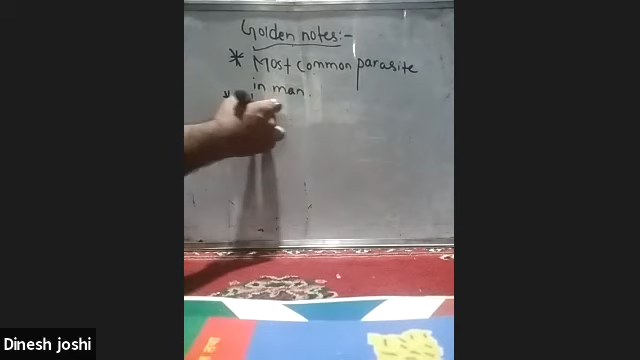 Golden notes:-
* Most common parasite
in man.
*
Dinesh joshi